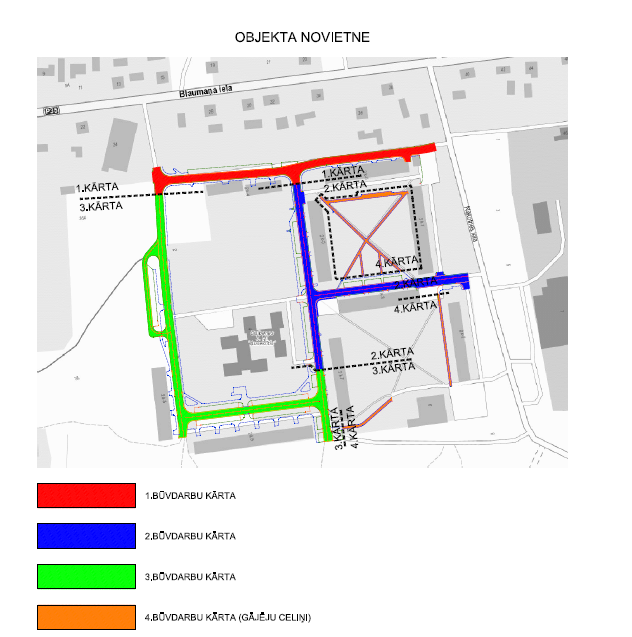 OBJEKTA NOVIETNE
Blaumaņa iela
1.KĀRTA
2.KĀRTA
1.KĀRTA
3.KĀRTA
4.KĀRTA
2.KĀRTA
4.KĀRTA
2.KĀRTA
3.KĀRTA
3.KĀRTA
4.KĀRTA
1.BŪVDARBU KĀRTA
2.BŪVDARBU KĀRTA
3.BŪVDARBU KĀRTA
4.BŪVDARBU KĀRTA (GĀJĒJU CELIŅI)